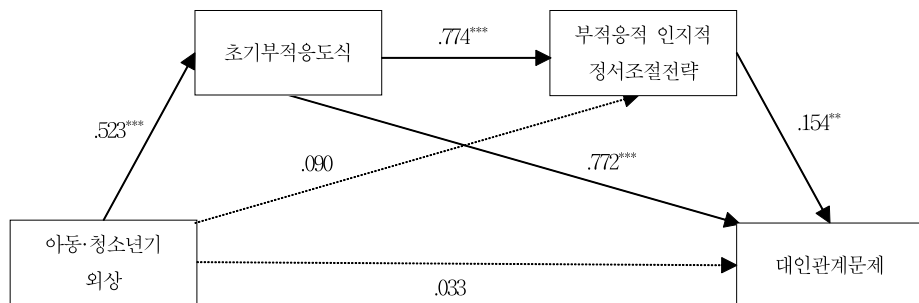 초기부적응도식
.774***
부적응적 인지적
정서조절전략
.523***
.090
.772***
.154**
아동·청소년기
외상
.033
대인관계문제